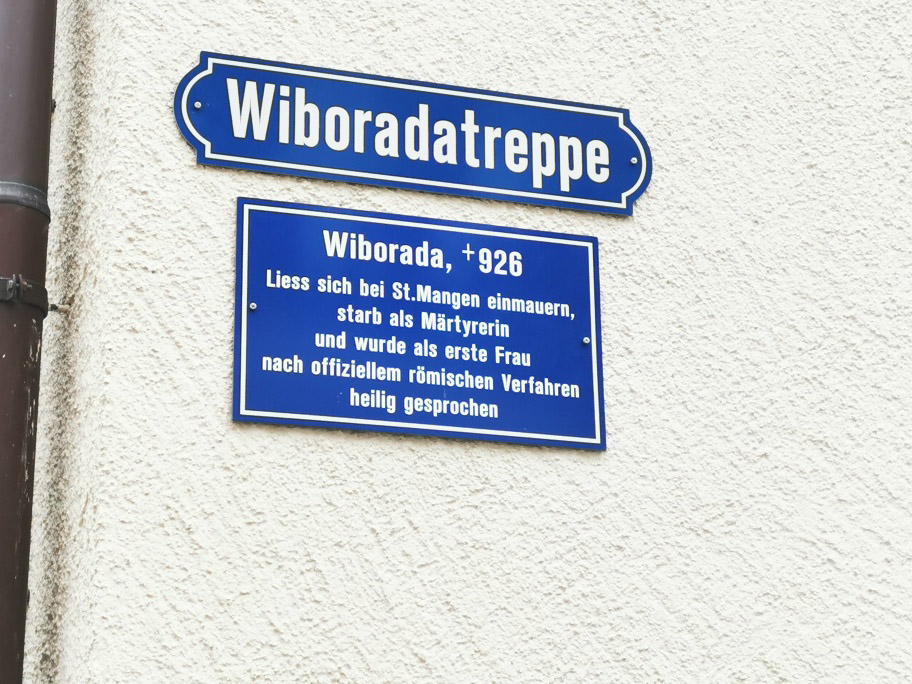 Wiboradatreppe
Wiborada, †926
Liess sich bei St.Mangen einmauern,
starb als Märtyrerin
und wurde als erste Frau
nach offiziellem römischen Verfahren
heilig gesprochen